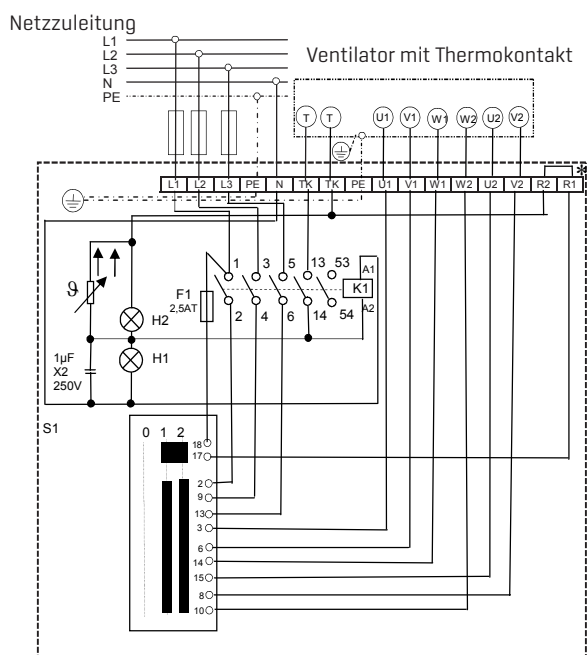 Netzzuleitung
L1
L2
L3
N
PE
Ventilator mit Thermokontakt
T T U1 V1 W1 W2 U2 V2
L1 L2 L3 PE N TK TK PE U1 V1 W1 W2 U2 V2 R2 R1 *
1 3 5 13 53 A1
ϑ
F1
2,5AT
K1
H2
2 4 6 14 54 A2
1µF
X2
250V
H1
S1
0 1 2
18
17
2
9
13
3
6
14
15
8
10